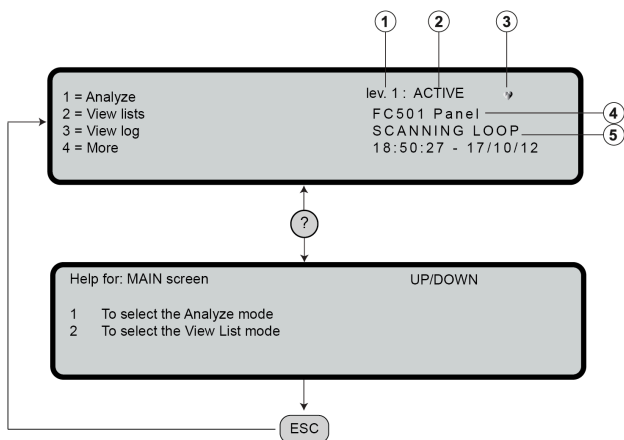 1 2 3
1 = Analyze
2 = View lists
3 = View log
4 = More
lev. 1 : ACTIVE
FC501 Panel
SCANNING LOOP
18:50:27 - 17/10/12
4
5
?
Help for: MAIN screen UP/DOWN
1 To select the Analyze mode
2 To select the View List mode
ESC